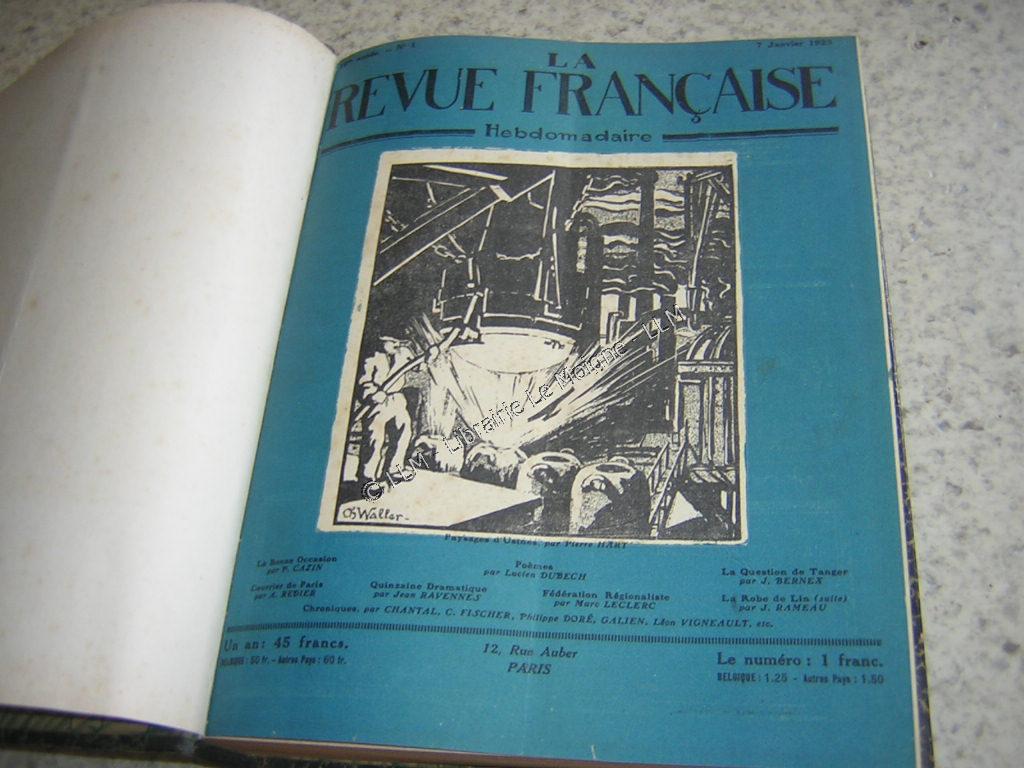 N° 1
7 Janvier 1923
LA
REVUE FRANÇAISE
Hebdomadaire
Ch Waller
© LLM - Librairie Le Moigne - LLM
Paysages d'Usines, par Pierre HART
La Bonne Occasion
par P. CAZIN
Poèmes
par Lucien DUBECH
La Question de Tanger
par J. BERNEX
Courrier de Paris
par A. REDIER
Quinzaine Dramatique
par Jean RAVENNES
Fédération Régionaliste
par Marc LECLERC
La Robe de Lin (suite)
par J. RAMEAU
Chroniques, par CHANTAL, C. FISCHER, Philippe DORÉ, GALIEN, Léon VIGNEAULT, etc.
Un an : 45 francs.
BELGIQUE : 50 fr. - Autres Pays : 60 fr.
12, Rue Auber
PARIS
Le numéro : 1 franc.
BELGIQUE : 1.25 - Autres Pays : 1.50